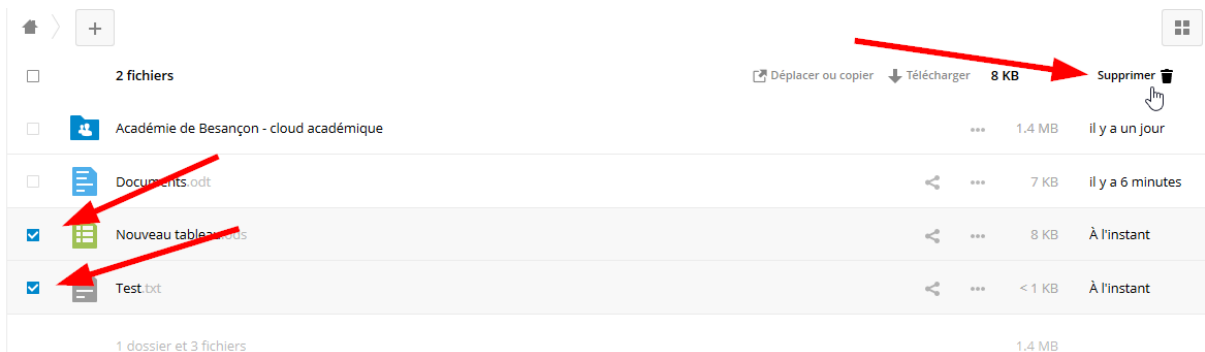 2 fichiers Déplacer ou copier Télécharger 8 KB Supprimer
Académie de Besançon - cloud académique 1.4 MB il y a un jour
Documents.odt 7 KB il y a 6 minutes
Nouveau tableau.ods 8 KB À l'instant
Test.txt < 1 KB À l'instant
1 dossier et 3 fichiers 1.4 MB